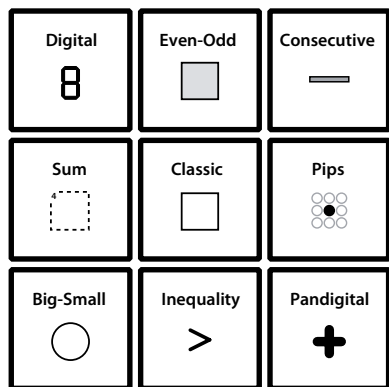 Digital Even-Odd Consecutive
8
Sum Classic Pips
4
Big-Small Inequality Pandigital
>